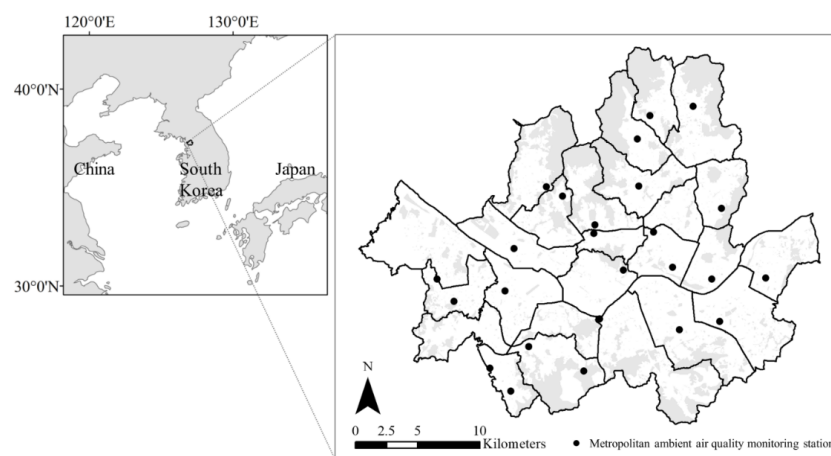 120°0'E 130°0'E
40°0'N
China
South
Korea
Japan
30°0'N
N
0 2.5 5 10
Kilometers
Metropolitan ambient air quality monitoring station